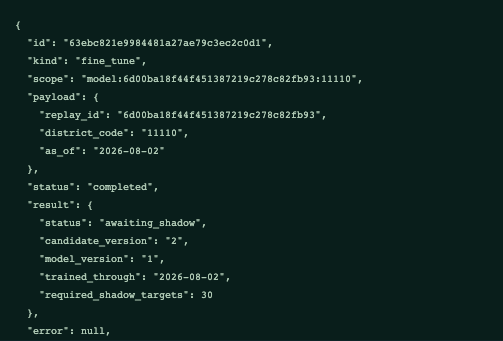 {
"id": "63ebc821e9984481a27ae79c3ec2c0d1",
"kind": "fine_tune",
"scope": "model:6d00ba18f44f451387219c278c82fb93:11110",
"payload": {
"replay_id": "6d00ba18f44f451387219c278c82fb93",
"district_code": "11110",
"as_of": "2026-08-02"
},
"status": "completed",
"result": {
"status": "awaiting_shadow",
"candidate_version": "2",
"model_version": "1",
"trained_through": "2026-08-02",
"required_shadow_targets": 30
},
"error": null,